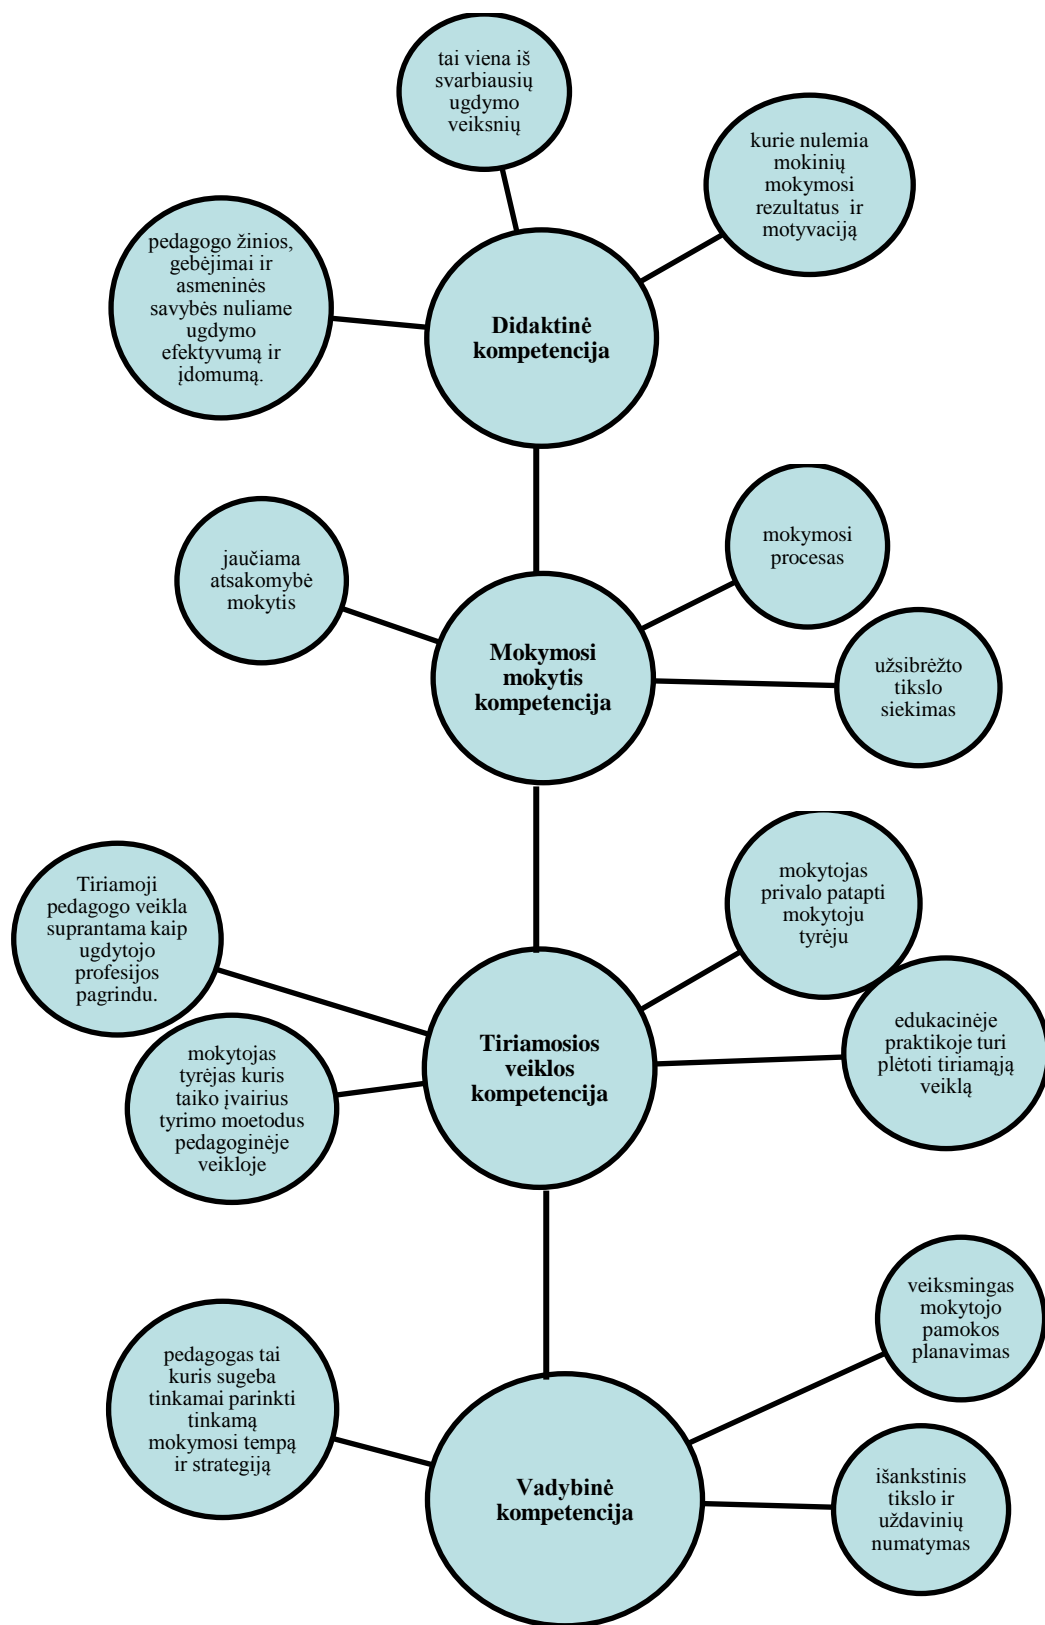 tai viena iš
svarbiausių
ugdymo
veiksnių
kurie nulemia
mokinių
mokymosi
rezultatus ir
motyvaciją
pedagogo žinios,
gebėjimai ir
asmeninės
savybės nuliame
ugdymo
efektyvumą ir
įdomumą.
Didaktinė
kompetencija
jaučiama
atsakomybė
mokytis
mokymosi
procesas
Mokymosi
mokytis
kompetencija
užsibrėžto
tikslo
siekimas
Tiriamoji
pedagogo veikla
suprantama kaip
ugdytojo
profesijos
pagrindu.
mokytojas
privalo patapti
mokytoju
tyrėju
Tiriamosios
veiklos
kompetencija
edukacinėje
praktikoje turi
plėtoti tiriamąją
veiklą
mokytojas
tyrėjas kuris
taiko įvairius
tyrimo moetodus
pedagoginėje
veikloje
veiksmingas
mokytojo
pamokos
planavimas
pedagogas tai
kuris sugeba
tinkamai parinkti
tinkamą
mokymosi tempą
ir strategiją
Vadybinė
kompetencija
išankstinis
tikslo ir
uždavinių
numatymas